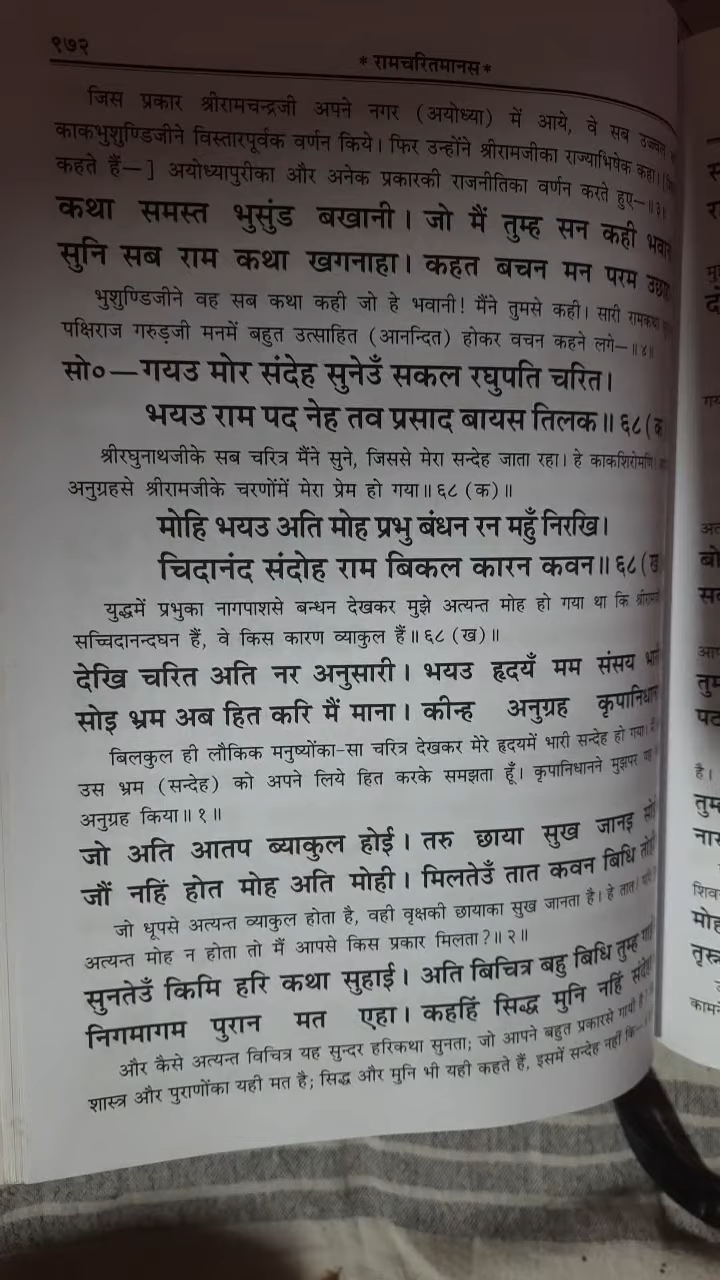 ९७२
* रामचरितमानस *
जिस प्रकार श्रीरामचन्द्रजी अपने नगर (अयोध्या) में आये, वे सब उज्ज्वल
काकभुशुण्डिजीने विस्तारपूर्वक वर्णन किये। फिर उन्होंने श्रीरामजीका राज्याभिषेक कहा।
कहते हैं—] अयोध्यापुरीका और अनेक प्रकारकी राजनीतिका वर्णन करते हुए—॥३॥
कथा समस्त भुसुंड बखानी। जो मैं तुम्ह सन कही
सुनि सब राम कथा खगनाहा। कहत बचन मन परम
भुशुण्डिजीने वह सब कथा कही जो हे भवानी! मैंने तुमसे कही। सारी रामकथा
पक्षिराज गरुड़जी मनमें बहुत उत्साहित (आनन्दित) होकर वचन कहने लगे—॥४॥
सो०—गयउ मोर संदेह सुनेउँ सकल रघुपति चरित।
भयउ राम पद नेह तव प्रसाद बायस तिलक॥६८(क
श्रीरघुनाथजीके सब चरित्र मैंने सुने, जिससे मेरा सन्देह जाता रहा। हे काकशिरोमणि!
अनुग्रहसे श्रीरामजीके चरणोंमें मेरा प्रेम हो गया॥६८ (क)॥
मोहि भयउ अति मोह प्रभु बंधन रन महुँ निरखि।
चिदानंद संदोह राम बिकल कारन कवन॥६८(ख
युद्धमें प्रभुका नागपाशसे बन्धन देखकर मुझे अत्यन्त मोह हो गया था कि
सच्चिदानन्दघन हैं, वे किस कारण व्याकुल हैं॥६८ (ख)॥
देखि चरित अति नर अनुसारी। भयउ हृदयँ मम संसय
सोइ भ्रम अब हित करि मैं माना। कीन्ह अनुग्रह कृपानिधान
बिलकुल ही लौकिक मनुष्योंका-सा चरित्र देखकर मेरे हृदयमें भारी सन्देह हो गया।
उस भ्रम (सन्देह) को अपने लिये हित करके समझता हूँ। कृपानिधानने मुझपर
अनुग्रह किया॥१॥
जो अति आतप ब्याकुल होई। तरु छाया सुख जानइ
जौं नहिं होत मोह अति मोही। मिलतेउँ तात कवन बिधि
जो धूपसे अत्यन्त व्याकुल होता है, वही वृक्षकी छायाका सुख जानता है। हे तात!
अत्यन्त मोह न होता तो मैं आपसे किस प्रकार मिलता?॥२॥
सुनतेउँ किमि हरि कथा सुहाई। अति बिचित्र बहु बिधि तुम्ह
निगमागम पुरान मत एहा। कहहिं सिद्ध मुनि नहिं
और कैसे अत्यन्त विचित्र यह सुन्दर हरिकथा सुनता; जो आपने बहुत प्रकारसे गायी है?
शास्त्र और पुराणोंका यही मत है; सिद्ध और मुनि भी यही कहते हैं, इसमें सन्देह नहीं कि—